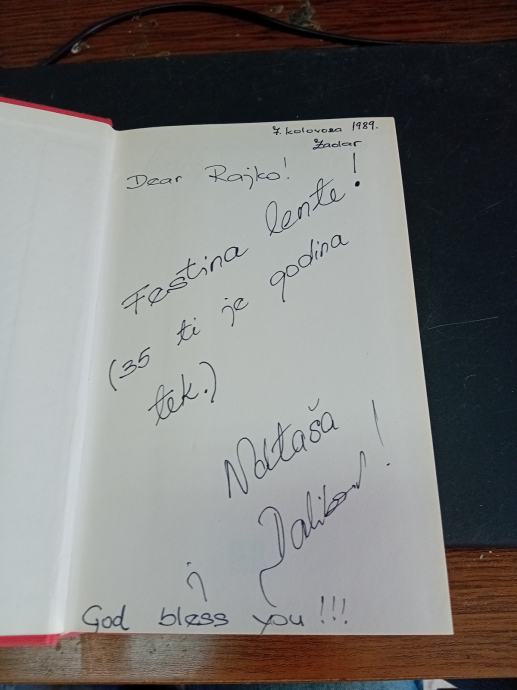 7. kolovoza 1989.
Zadar
Dear Rajko!
Festina lente!
(35 ti je godina
tek.)
Nataša
i Dalibor!
God bless you!!!